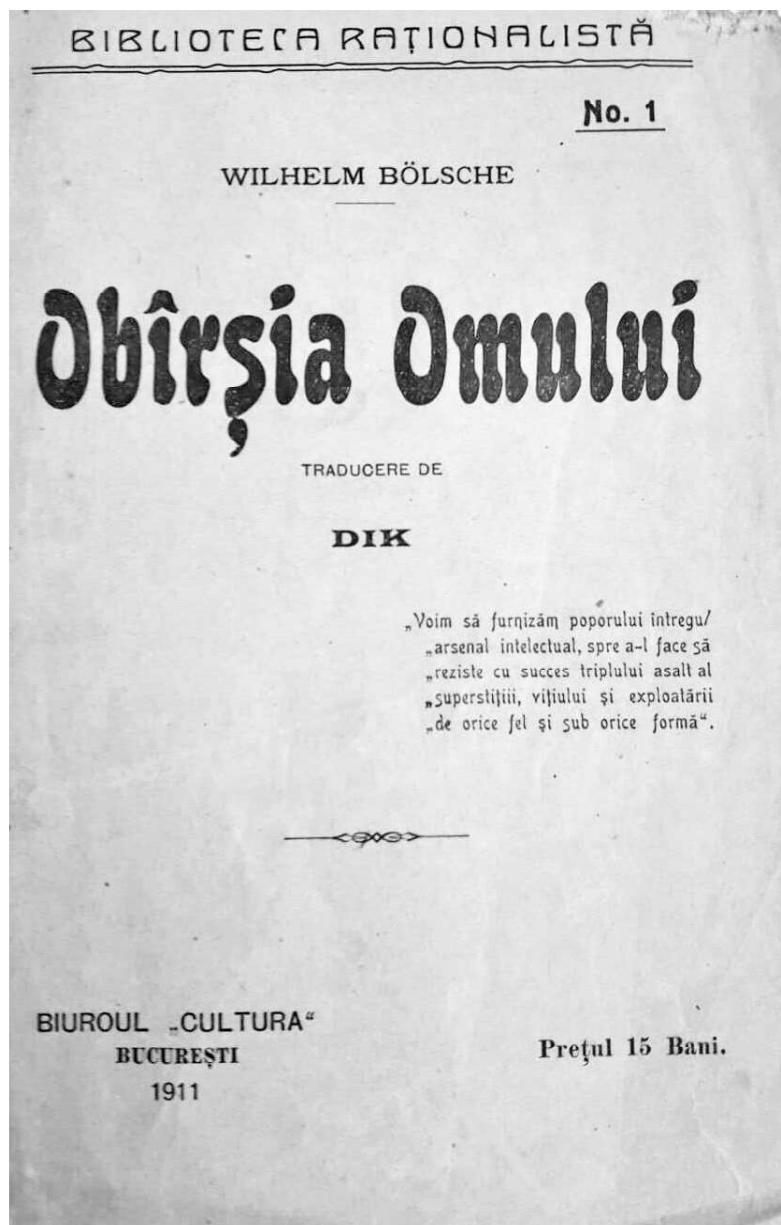 BIBLIOTECA RAȚIONALISTĂ
No. 1
WILHELM BÖLSCHE
Obîrșia Omului
TRADUCERE DE
DIK
„Voim să furnizăm poporului întregu/
„arsenal intelectual, spre a-l face să
„reziste cu succes triplului asalt al
„superstițiii, vițiului și exploatării
„de orice fel și sub orice formă“.
BIUROUL „CULTURA“
BUCUREȘTI
1911
Prețul 15 Bani.